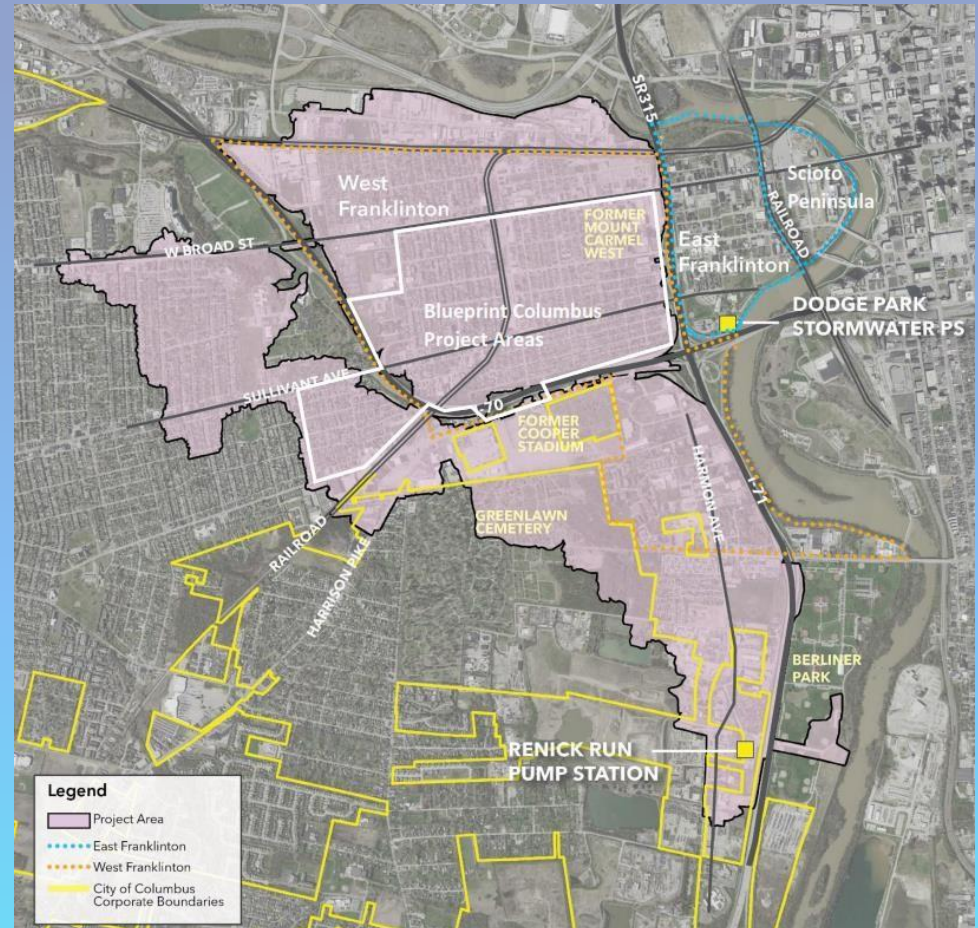 SR315
Scioto
Peninsula
RAILROAD
West
Franklinton
FORMER
MOUNT
CARMEL
WEST
East
Franklinton
W BROAD ST
Blueprint Columbus
Project Areas
DODGE PARK
STORMWATER PS
SULLIVANT AVE
70
FORMER
COOPER
STADIUM
HARMON AVE
I-71
GREENLAWN
CEMETERY
RAILROAD
HARRISON PIKE
BERLINER
PARK
RENICK RUN
PUMP STATION
Legend
Project Area
East Franklinton
West Franklinton
City of Columbus
Corporate Boundaries